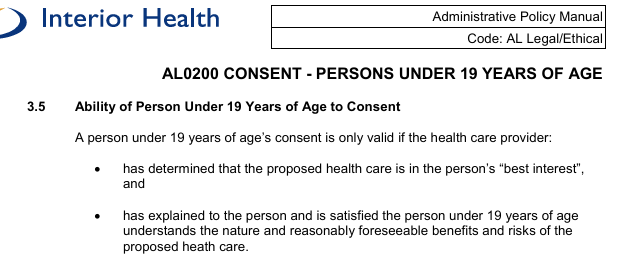 Interior Health
Administrative Policy Manual
Code: AL Legal/Ethical
AL0200 CONSENT - PERSONS UNDER 19 YEARS OF AGE
3.5 Ability of Person Under 19 Years of Age to Consent
A person under 19 years of age’s consent is only valid if the health care provider:
• has determined that the proposed health care is in the person’s “best interest”,
and
• has explained to the person and is satisfied the person under 19 years of age
understands the nature and reasonably foreseeable benefits and risks of the
proposed heath care.